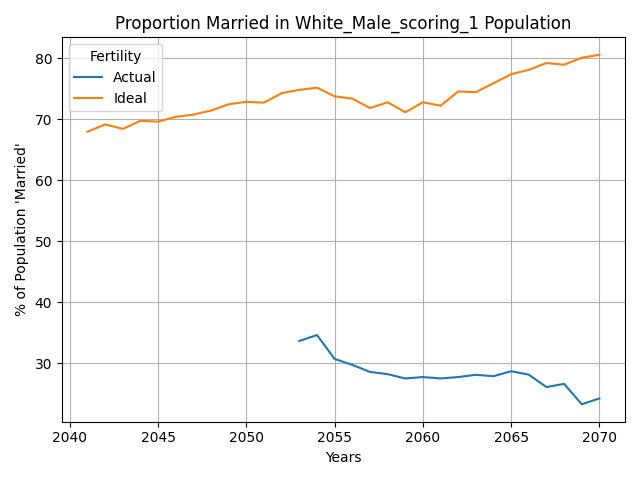 Proportion Married in White_Male_scoring_1 Population
Fertility
Actual
Ideal
% of Population 'Married'
80
70
60
50
40
30
2040
2045
2050
2055
2060
2065
2070
Years